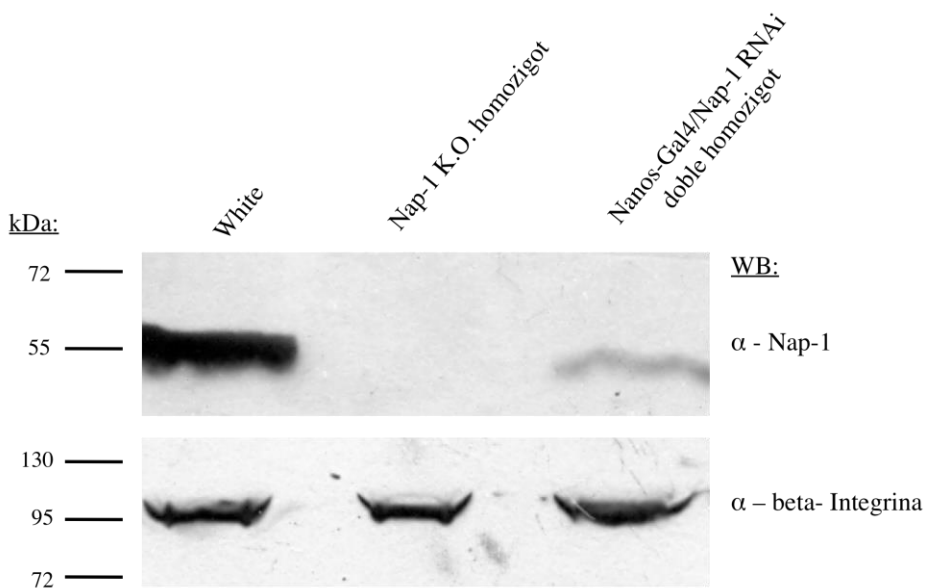 White
Nap-1 K.O. homozigot
Nanos-Gal4/Nap-1 RNAi
doble homozigot
kDa:
72
55
WB:
α - Nap-1
130
95
72
α – beta- Integrina